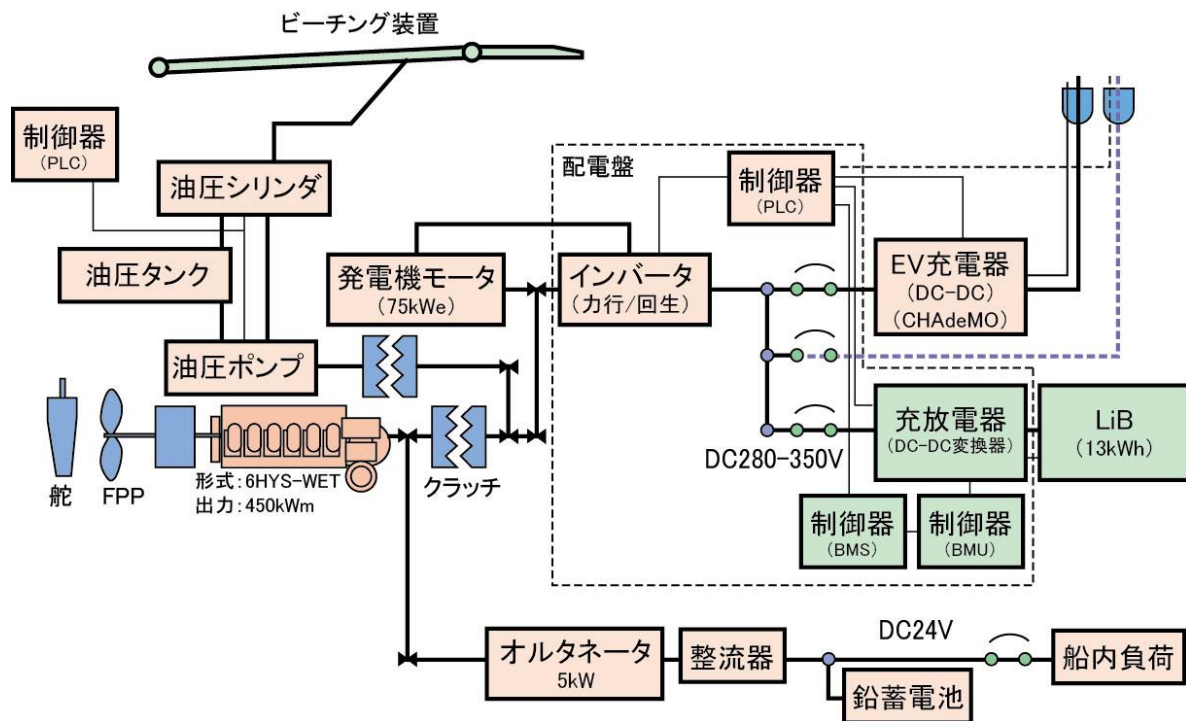 ビーチング装置
制御器
(PLC)
油圧シリンダ
油圧タンク
油圧ポンプ
発電機モータ
(75kWe)
配電盤
制御器
(PLC)
インバータ
(力行/回生)
EV充電器
(DC-DC)
(CHAdeMO)
舵
FPP
形式:6HYS-WET
出力:450kWm
クラッチ
DC280-350V
充放電器
(DC-DC変換器)
LiB
(13kWh)
制御器
(BMS)
制御器
(BMU)
オルタネータ
5kW
整流器
DC24V
鉛蓄電池
船内負荷